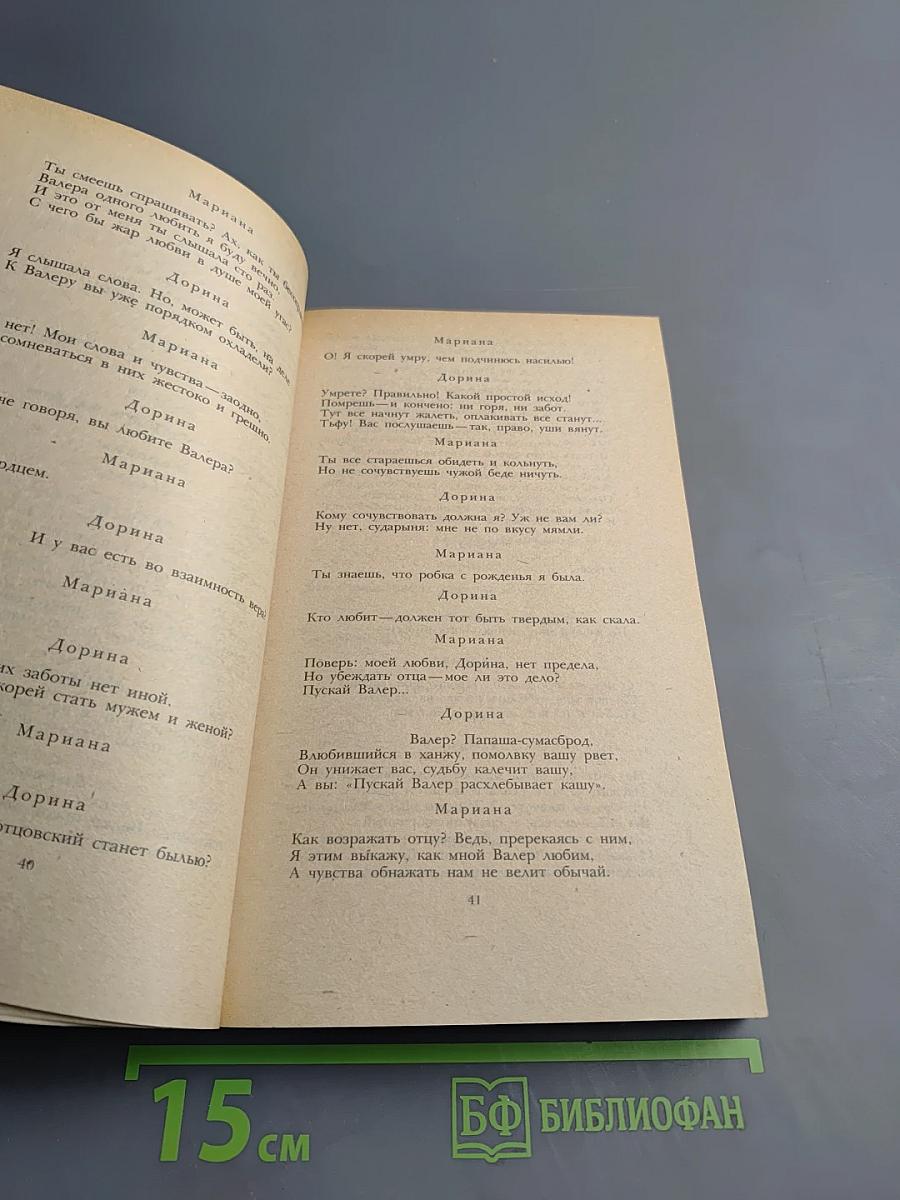 Мариана
Ты смеешь спрашивать? Ах, как ты
Валера одного любить я буду вечно,
И это от меня ты слышала сто раз.
С чего бы жар любви в душе моей угас?
Дорина
Я слышала слова. Но, может быть, на деле
К Валеру вы уже порядком охладели?
Мариана
нет! Мои слова и чувства—заодно,
сомневаться в них жестоко и грешно.
Дорина
не говоря, вы любите Валера?
Мариана
рдцем.
Дорина
И у вас есть во взаимность вера?
Мариана
Дорина
их заботы нет иной,
корей стать мужем и женой?
Мариана
Дорина
отцовский станет былью?
40
Мариана
О! Я скорей умру, чем подчинюсь насилью!
Дорина
Умрете? Правильно! Какой простой исход!
Помрешь—и кончено: ни горя, ни забот.
Тут все начнут жалеть, оплакивать все станут...
Тьфу! Вас послушаешь—так, право, уши вянут.
Мариана
Ты все стараешься обидеть и кольнуть,
Но не сочувствуешь чужой беде ничуть.
Дорина
Кому сочувствовать должна я? Уж не вам ли?
Ну нет, сударыня: мне не по вкусу мямли.
Мариана
Ты знаешь, что робка с рожденья я была.
Дорина
Кто любит—должен тот быть твердым, как скала.
Мариана
Поверь: моей любви, Дорина, нет предела,
Но убеждать отца—мое ли это дело?
Пускай Валер...
Дорина
Валер? Папаша-сумасброд,
Влюбившийся в ханжу, помолвку вашу рвет,
Он унижает вас, судьбу калечит вашу,
А вы: «Пускай Валер расхлебывает кашу».
Мариана
Как возражать отцу? Ведь, пререкаясь с ним,
Я этим выкажу, как мной Валер любим,
А чувства обнажать нам не велит обычай.
41
15 см
БФ БИБЛИОФАН